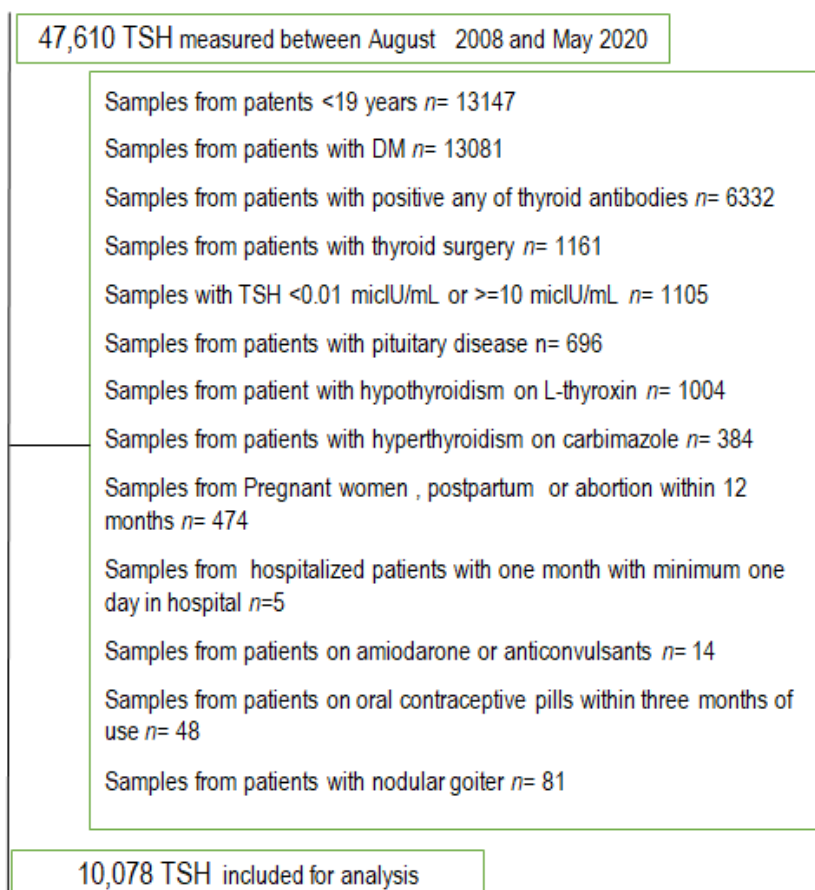 47,610 TSH measured between August 2008 and May 2020
Samples from patents <19 years n= 13147
Samples from patients with DM n= 13081
Samples from patients with positive any of thyroid antibodies n= 6332
Samples from patients with thyroid surgery n= 1161
Samples with TSH <0.01 micIU/mL or >=10 micIU/mL n= 1105
Samples from patients with pituitary disease n= 696
Samples from patient with hypothyroidism on L-thyroxin n= 1004
Samples from patients with hyperthyroidism on carbimazole n= 384
Samples from Pregnant women , postpartum or abortion within 12
months n= 474
Samples from hospitalized patients with one month with minimum one
day in hospital n=5
Samples from patients on amiodarone or anticonvulsants n= 14
Samples from patients on oral contraceptive pills within three months of
use n= 48
Samples from patients with nodular goiter n= 81
10,078 TSH included for analysis